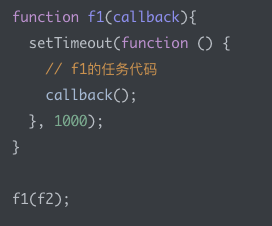 function f1(callback){
  setTimeout(function () {
    // f1的任务代码
    callback();
  }, 1000);
}

f1(f2);